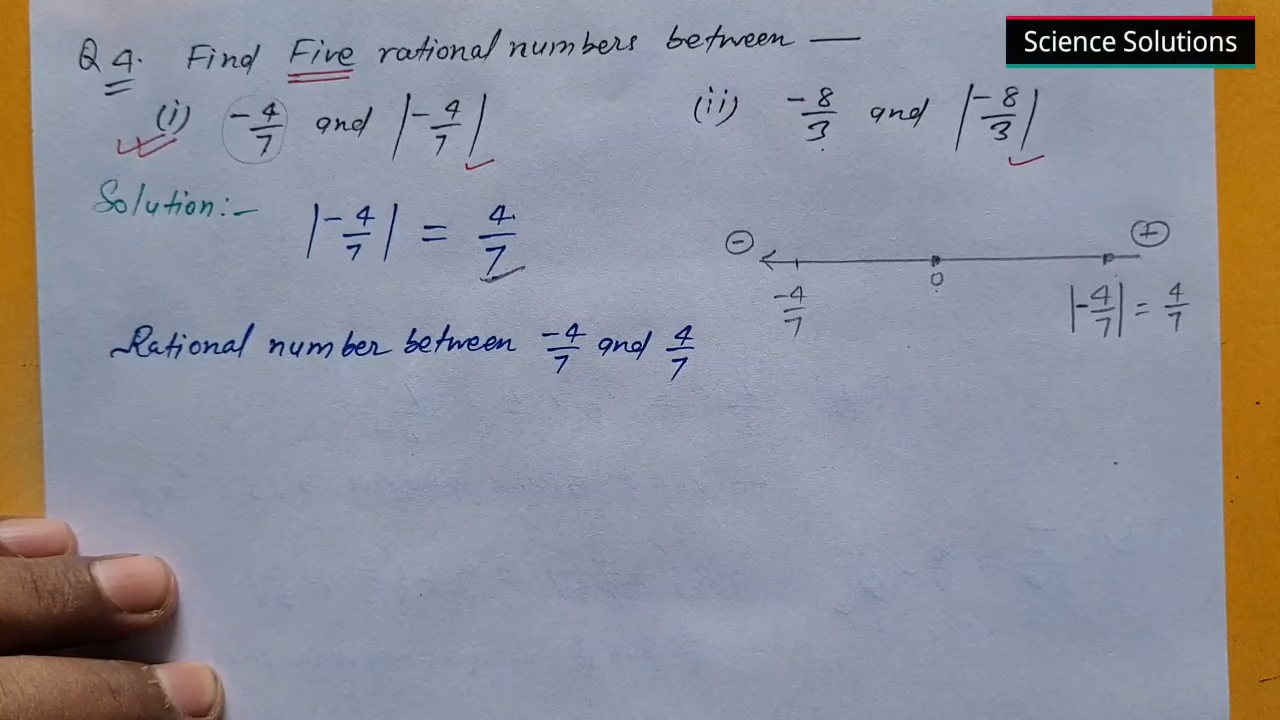 Science Solutions
Q4. Find Five rational numbers between —
(i) -4/7 and |-4/7| (ii) -8/3 and |-8/3|
Solution:-
|-4/7| = 4/7
- +
0
-4/7 |-4/7| = 4/7
Rational number between -4/7 and 4/7